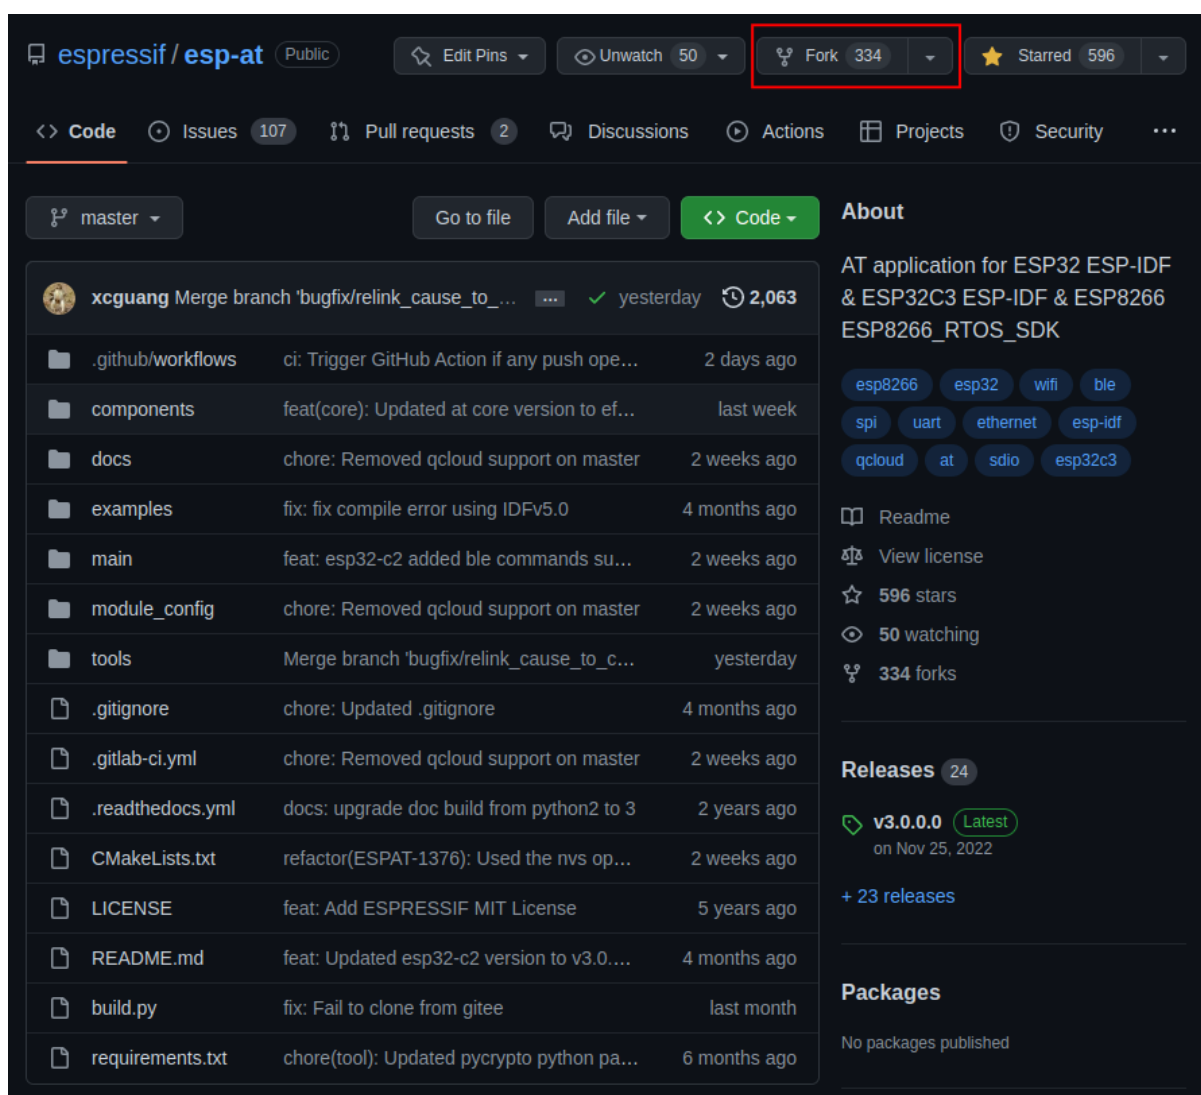 espressif / esp-at Public Edit Pins Unwatch 50 Fork 334 Starred 596
Code Issues 107 Pull requests 2 Discussions Actions Projects Security ...
master Go to file Add file Code
xcguang Merge branch 'bugfix/relink_cause_to_... ... yesterday 2,063
.github/workflows ci: Trigger GitHub Action if any push ope... 2 days ago
components feat(core): Updated at core version to ef... last week
docs chore: Removed qcloud support on master 2 weeks ago
examples fix: fix compile error using IDFv5.0 4 months ago
main feat: esp32-c2 added ble commands su... 2 weeks ago
module_config chore: Removed qcloud support on master 2 weeks ago
tools Merge branch 'bugfix/relink_cause_to_c... yesterday
.gitignore chore: Updated .gitignore 4 months ago
.gitlab-ci.yml chore: Removed qcloud support on master 2 weeks ago
.readthedocs.yml docs: upgrade doc build from python2 to 3 2 years ago
CMakeLists.txt refactor(ESPAT-1376): Used the nvs op... 2 weeks ago
LICENSE feat: Add ESPRESSIF MIT License 5 years ago
README.md feat: Updated esp32-c2 version to v3.0.... 4 months ago
build.py fix: Fail to clone from gitee last month
requirements.txt chore(tool): Updated pycrypto python pa... 6 months ago
About
AT application for ESP32 ESP-IDF
& ESP32C3 ESP-IDF & ESP8266
ESP8266_RTOS_SDK
esp8266 esp32 wifi ble
spi uart ethernet esp-idf
qcloud at sdio esp32c3
Readme
View license
596 stars
50 watching
334 forks
Releases 24
v3.0.0.0 Latest
on Nov 25, 2022
+ 23 releases
Packages
No packages published